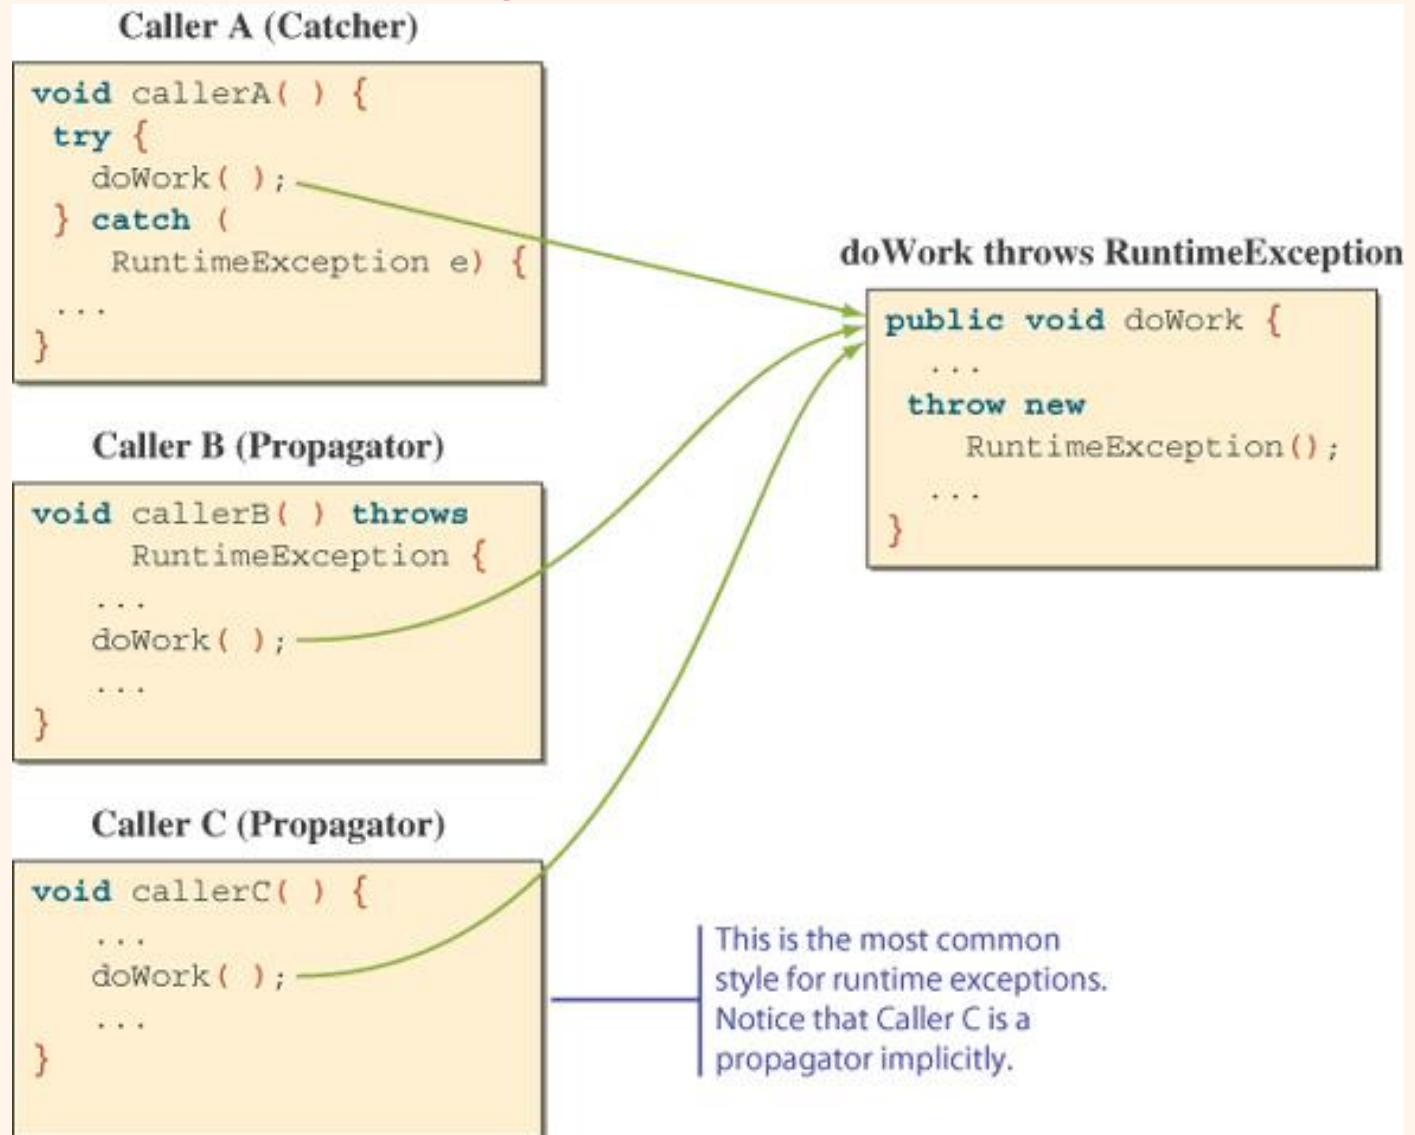 Caller A (Catcher)
void callerA( ) {
try {
doWork( );
} catch (
RuntimeException e) {
...
}
doWork throws RuntimeException
public void doWork {
...
throw new
RuntimeException();
...
}
Caller B (Propagator)
void callerB( ) throws
RuntimeException {
...
doWork( );
...
}
Caller C (Propagator)
void callerC( ) {
...
doWork( );
...
}
This is the most common
style for runtime exceptions.
Notice that Caller C is a
propagator implicitly.